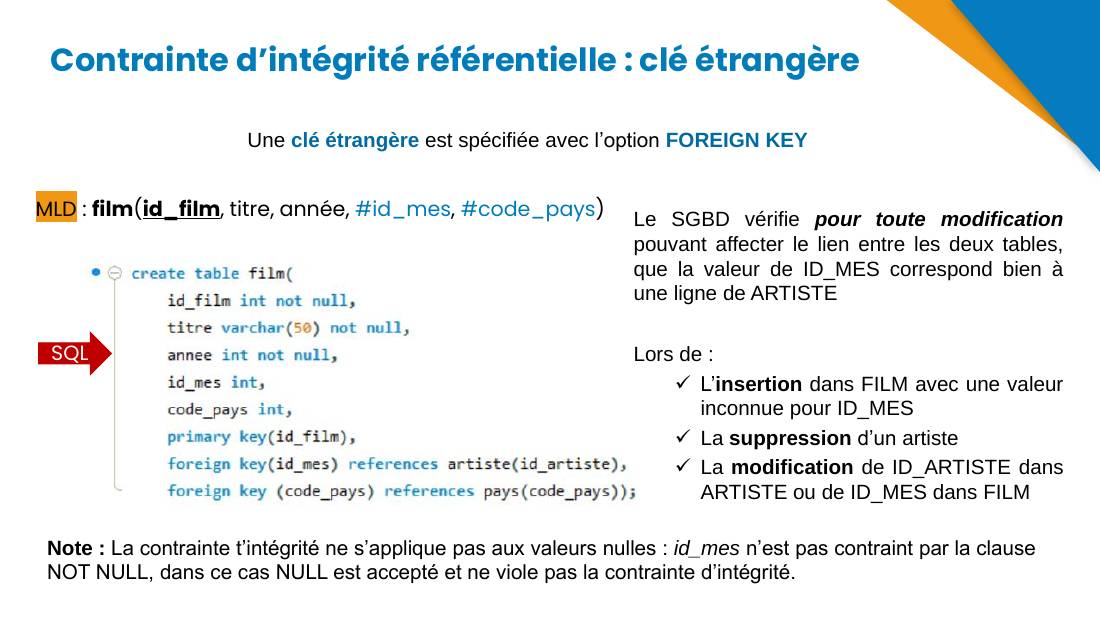 Contrainte d’intégrité référentielle : clé étrangère
Une clé étrangère est spécifiée avec l’option FOREIGN KEY
MLD : film(id_film, titre, année, #id_mes, #code_pays)
create table film(
id_film int not null,
titre varchar(50) not null,
annee int not null,
id_mes int,
code_pays int,
primary key(id_film),
foreign key(id_mes) references artiste(id_artiste),
foreign key (code_pays) references pays(code_pays));
SQL
Le SGBD vérifie pour toute modification
pouvant affecter le lien entre les deux tables,
que la valeur de ID_MES correspond bien à
une ligne de ARTISTE
Lors de :
✓ L’insertion dans FILM avec une valeur
inconnue pour ID_MES
✓ La suppression d’un artiste
✓ La modification de ID_ARTISTE dans
ARTISTE ou de ID_MES dans FILM
Note : La contrainte t’intégrité ne s’applique pas aux valeurs nulles : id_mes n’est pas contraint par la clause
NOT NULL, dans ce cas NULL est accepté et ne viole pas la contrainte d’intégrité.